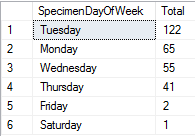 SpecimenDayOfWeek Total
1 Tuesday 122
2 Monday 65
3 Wednesday 55
4 Thursday 41
5 Friday 2
6 Saturday 1